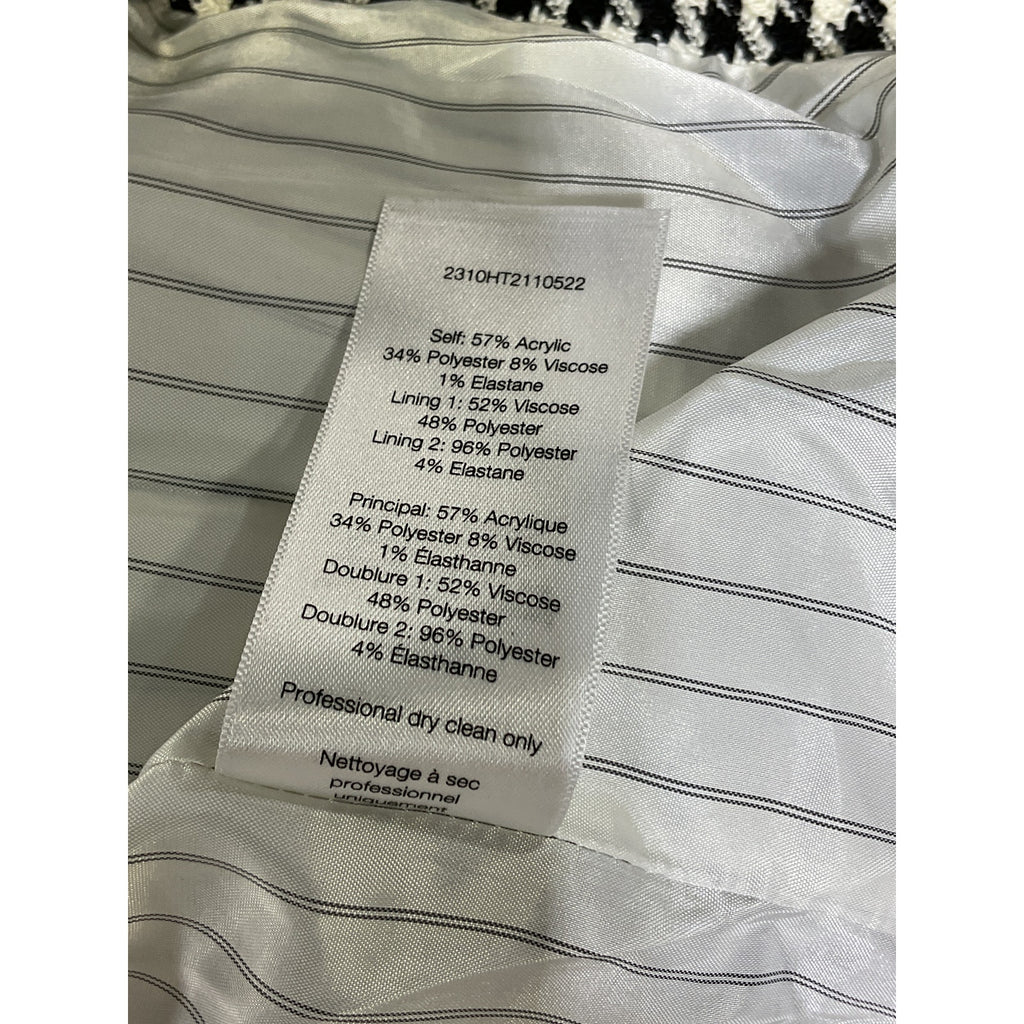 2310HT2110522
Self: 57% Acrylic
34% Polyester 8% Viscose
1% Elastane
Lining 1: 52% Viscose
48% Polyester
Lining 2: 96% Polyester
4% Elastane
Principal: 57% Acrylique
34% Polyester 8% Viscose
1% Élasthanne
Doublure 1: 52% Viscose
48% Polyester
Doublure 2: 96% Polyester
4% Élasthanne
Professional dry clean only
Nettoyage à sec
professionnel
uniquement